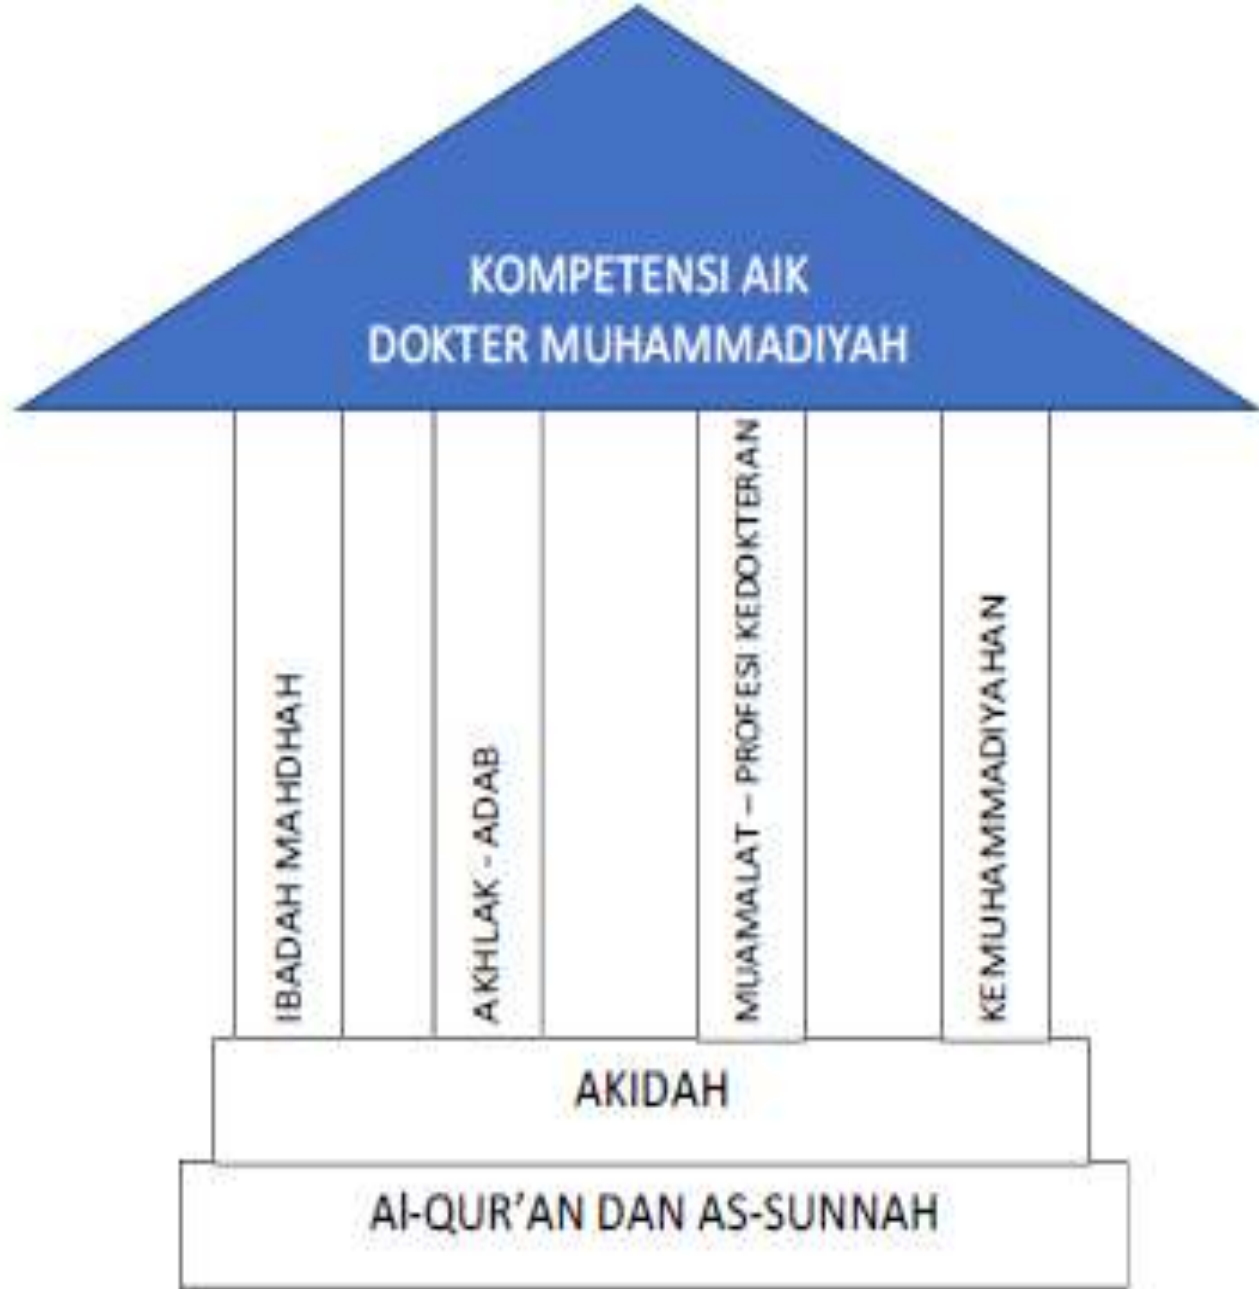 KOMPETENSI AIK
DOKTER MUHAMMADIYAH
IBADAH MAHDHAH
AKHLAK - ADAB
MUAMALAT – PROFESI KEDOKTERAN
KEMUHAMMADIYAHAN
AKIDAH
Al-QUR’AN DAN AS-SUNNAH